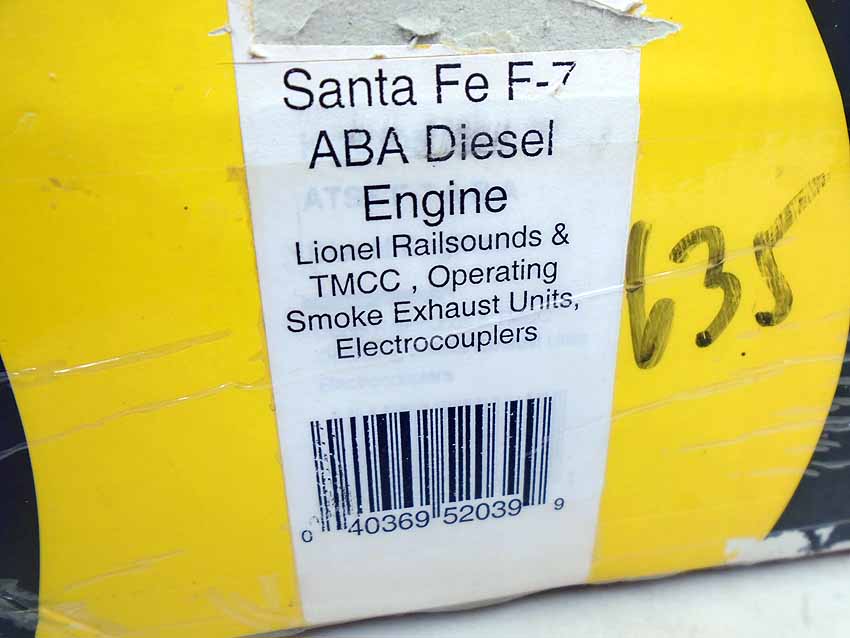 Santa Fe F-7
ABA Diesel
Engine
Lionel Railsounds &
TMCC , Operating
Smoke Exhaust Units,
Electrocouplers
635
0 40369 52039 9